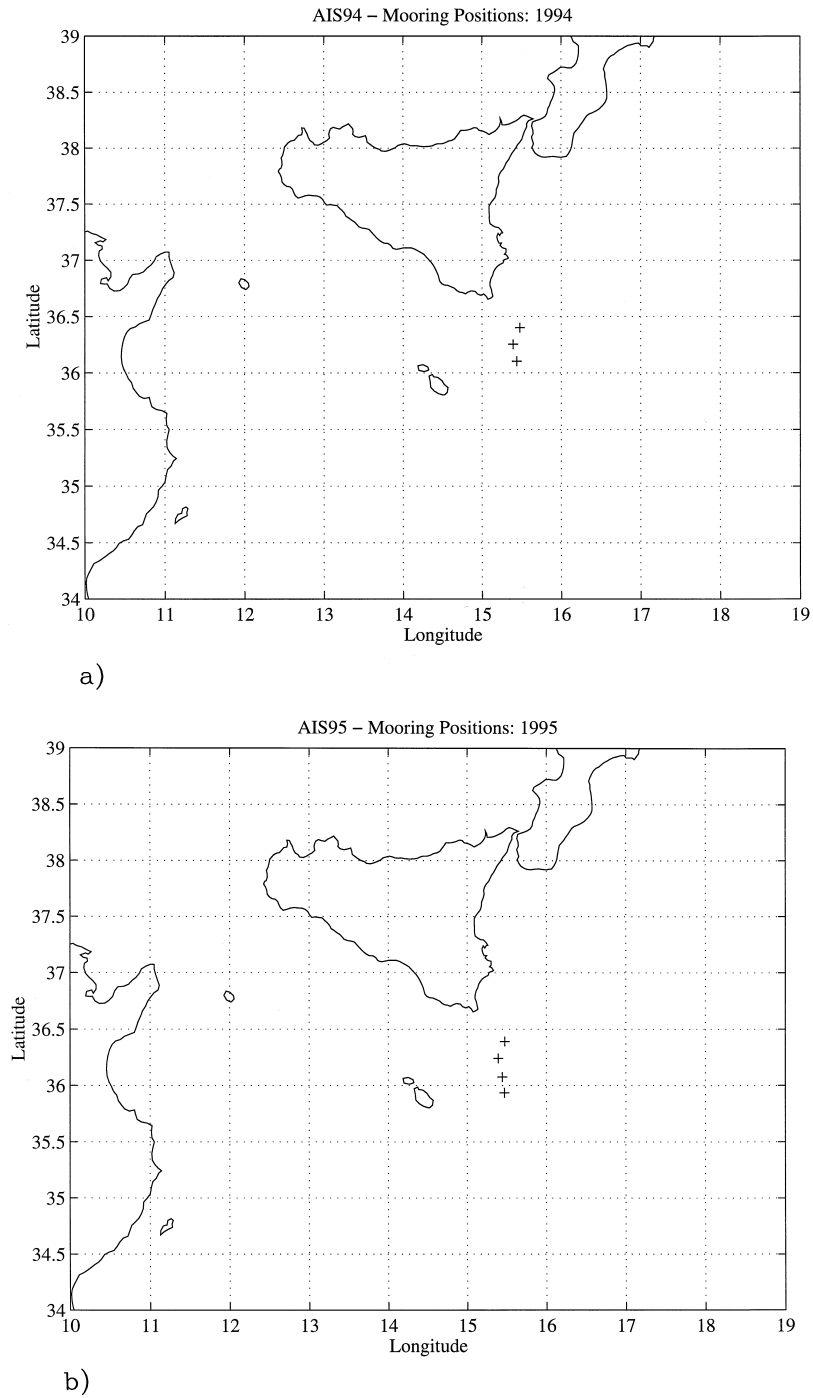 AIS94 − Mooring Positions: 1994
39
38.5
38
37.5
37
36.5
36
35.5
35
34.5
34
Latitude
10 11 12 13 14 15 16 17 18 19
Longitude
a)
AIS95 − Mooring Positions: 1995
39
38.5
38
37.5
37
36.5
36
35.5
35
34.5
34
Latitude
10 11 12 13 14 15 16 17 18 19
Longitude
b)